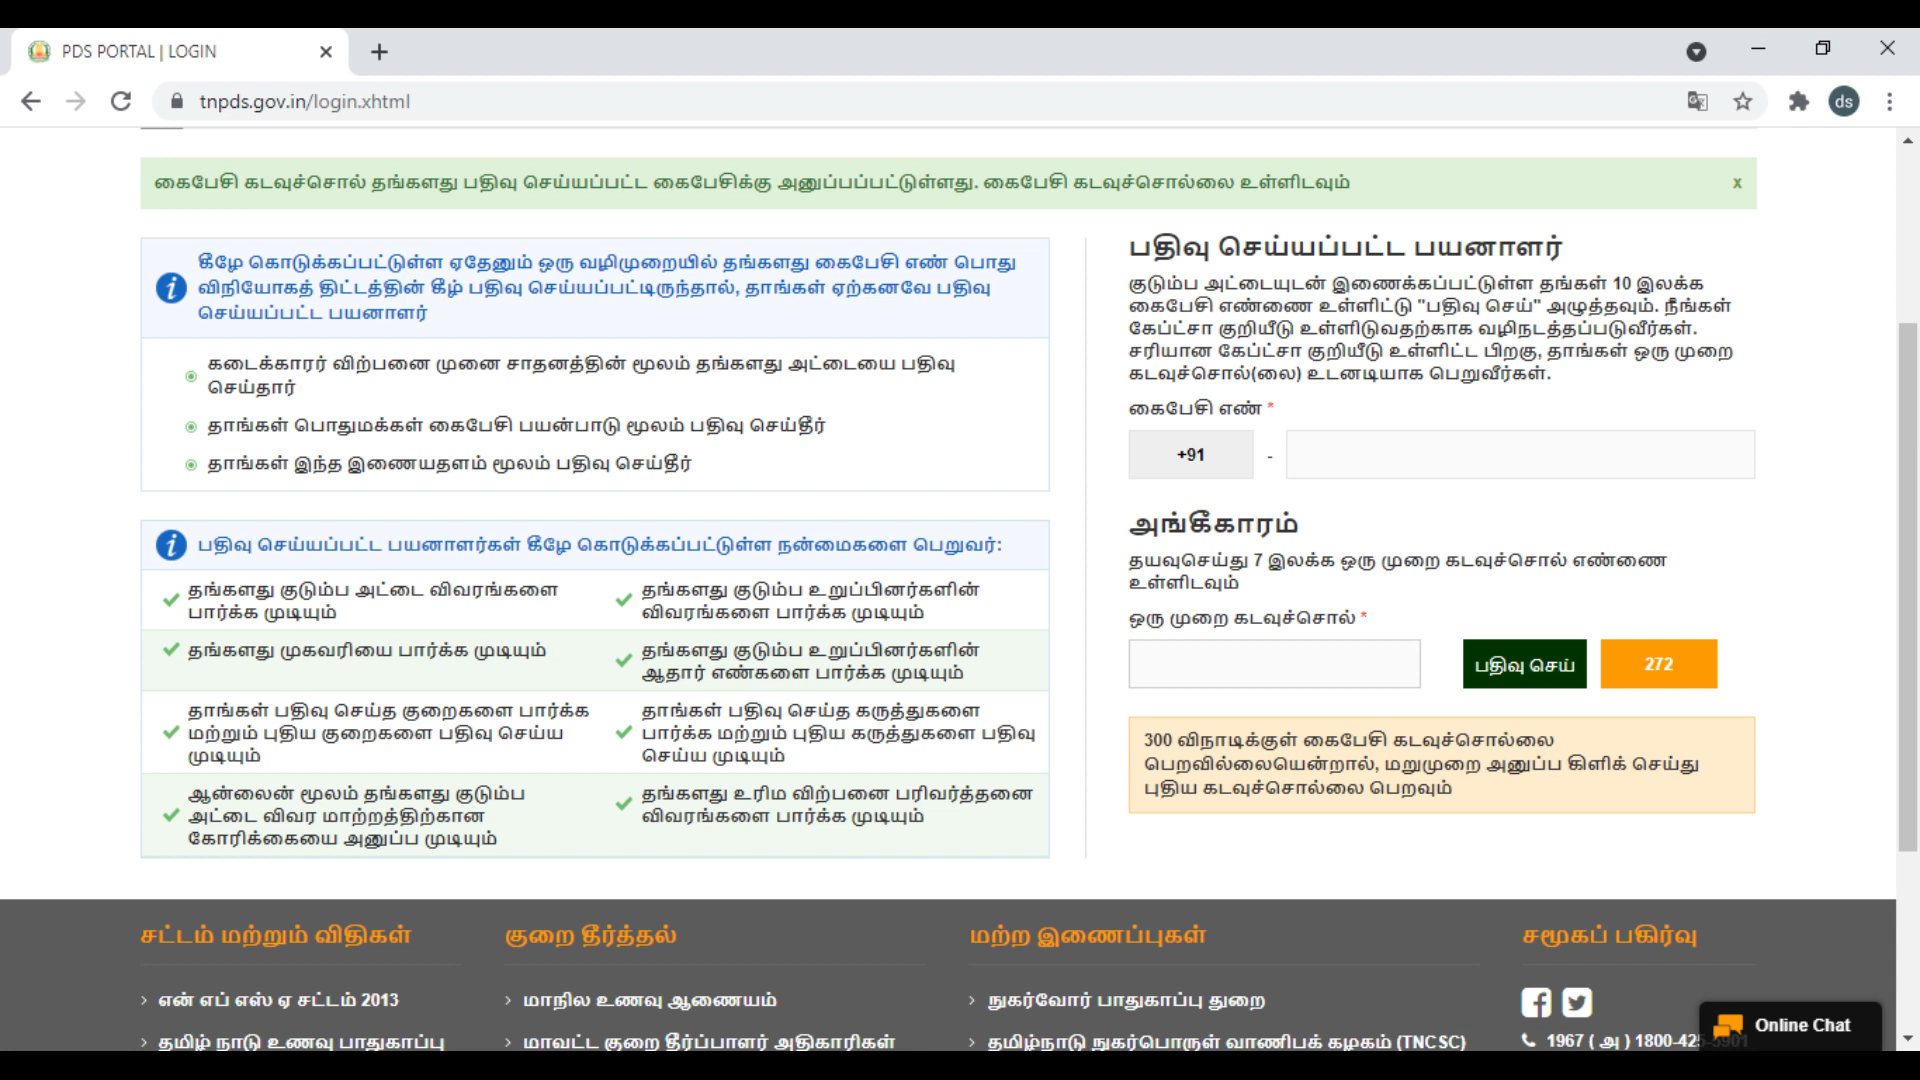 PDS PORTAL | LOGIN
tnpds.gov.in/login.xhtml
ds
கைபேசி கடவுச்சொல் தங்களது பதிவு செய்யப்பட்ட கைபேசிக்கு அனுப்பப்பட்டுள்ளது. கைபேசி கடவுச்சொல்லை உள்ளிடவும்
x
கீழே கொடுக்கப்பட்டுள்ள ஏதேனும் ஒரு வழிமுறையில் தங்களது கைபேசி எண் பொது
விநியோகத் திட்டத்தின் கீழ் பதிவு செய்யப்பட்டிருந்தால், தாங்கள் ஏற்கனவே பதிவு
செய்யப்பட்ட பயனாளர்
கடைக்காரர் விற்பனை முனை சாதனத்தின் மூலம் தங்களது அட்டையை பதிவு
செய்தார்
தாங்கள் பொதுமக்கள் கைபேசி பயன்பாடு மூலம் பதிவு செய்தீர்
தாங்கள் இந்த இணையதளம் மூலம் பதிவு செய்தீர்
பதிவு செய்யப்பட்ட பயனாளர்கள் கீழே கொடுக்கப்பட்டுள்ள நன்மைகளை பெறுவர்:
தங்களது குடும்ப அட்டை விவரங்களை
பார்க்க முடியும்
தங்களது குடும்ப உறுப்பினர்களின்
விவரங்களை பார்க்க முடியும்
தங்களது முகவரியை பார்க்க முடியும்
தங்களது குடும்ப உறுப்பினர்களின்
ஆதார் எண்களை பார்க்க முடியும்
தாங்கள் பதிவு செய்த குறைகளை பார்க்க
மற்றும் புதிய குறைகளை பதிவு செய்ய
முடியும்
தாங்கள் பதிவு செய்த கருத்துகளை
பார்க்க மற்றும் புதிய கருத்துகளை பதிவு
செய்ய முடியும்
ஆன்லைன் மூலம் தங்களது குடும்ப
அட்டை விவர மாற்றத்திற்கான
கோரிக்கையை அனுப்ப முடியும்
தங்களது உரிம விற்பனை பரிவர்த்தனை
விவரங்களை பார்க்க முடியும்
பதிவு செய்யப்பட்ட பயனாளர்
குடும்ப அட்டையுடன் இணைக்கப்பட்டுள்ள தங்கள் 10 இலக்க
கைபேசி எண்ணை உள்ளிட்டு "பதிவு செய்" அழுத்தவும். நீங்கள்
கேப்ட்சா குறியீடு உள்ளிடுவதற்காக வழிநடத்தப்படுவீர்கள்.
சரியான கேப்ட்சா குறியீடு உள்ளிட்ட பிறகு, தாங்கள் ஒரு முறை
கடவுச்சொல்(லை) உடனடியாக பெறுவீர்கள்.
கைபேசி எண் *
+91 -
அங்கீகாரம்
தயவுசெய்து 7 இலக்க ஒரு முறை கடவுச்சொல் எண்ணை
உள்ளிடவும்
ஒரு முறை கடவுச்சொல் *
பதிவு செய் 272
300 விநாடிக்குள் கைபேசி கடவுச்சொல்லை
பெறவில்லையென்றால், மறுமுறை அனுப்ப கிளிக் செய்து
புதிய கடவுச்சொல்லை பெறவும்
சட்டம் மற்றும் விதிகள்
என் எப் எஸ் ஏ சட்டம் 2013
தமிழ் நாடு உணவு பாதுகாப்பு
குறை தீர்த்தல்
மாநில உணவு ஆணையம்
மாவட்ட குறை தீர்ப்பாளர் அதிகாரிகள்
மற்ற இணைப்புகள்
நுகர்வோர் பாதுகாப்பு துறை
தமிழ்நாடு நுகர்பொருள் வாணிபக் கழகம் (TNCSC)
சமூகப் பகிர்வு
1967 ( அ ) 1800-425-5901
Online Chat